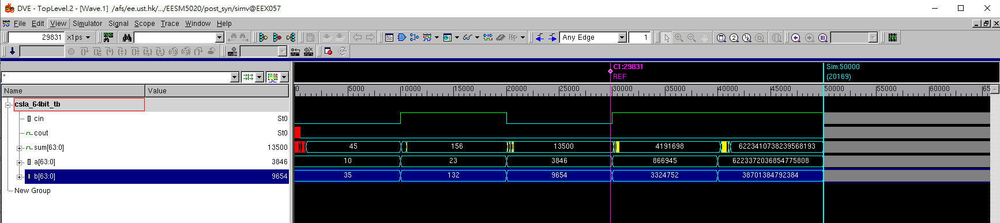 DVE - TopLevel.2 - [Wave.1] /afs/ee.ust.hk/.../EESM5020/post_syn/simv@EEX057
File Edit View Simulator Signal Scope Trace Window Help
29831 x1ps Any Edge 1
C1:29831 Sim:50000
REF (20169)
*
Name Value 0 5000 10000 15000 20000 25000 30000 35000 40000 45000 50000 55000 60000 65
csla_64bit_tb
cin St0
cout St0
sum[63:0] 13500 45 156 13500 4191698 6223410738239568193
a[63:0] 3846 10 23 3846 866945 6223372036854775808
b[63:0] 9654 35 132 9654 3324752 38701384792384
New Group